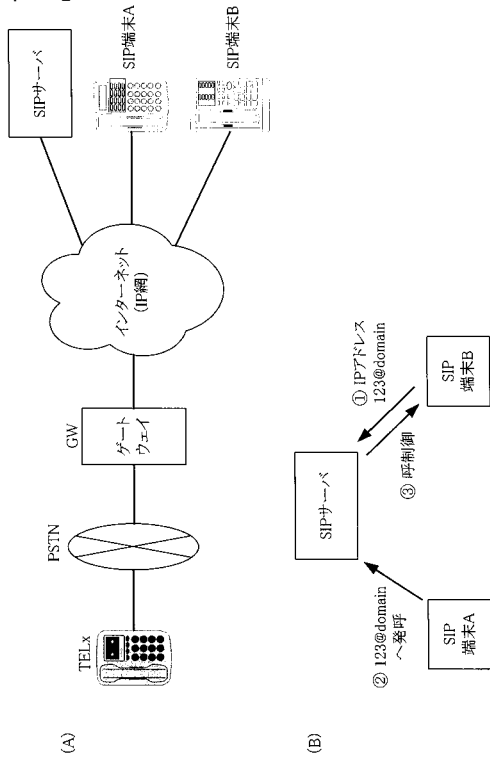 (A)
TELx
PSTN
GW
ゲート
ウェイ
インターネット
(IP網)
SIPサーバ
SIP端末A
SIP端末B
(B)
② 123@domain
へ発呼
SIP
端末A
SIPサーバ
① IPアドレス
123@domain
③ 呼制御
SIP
端末B